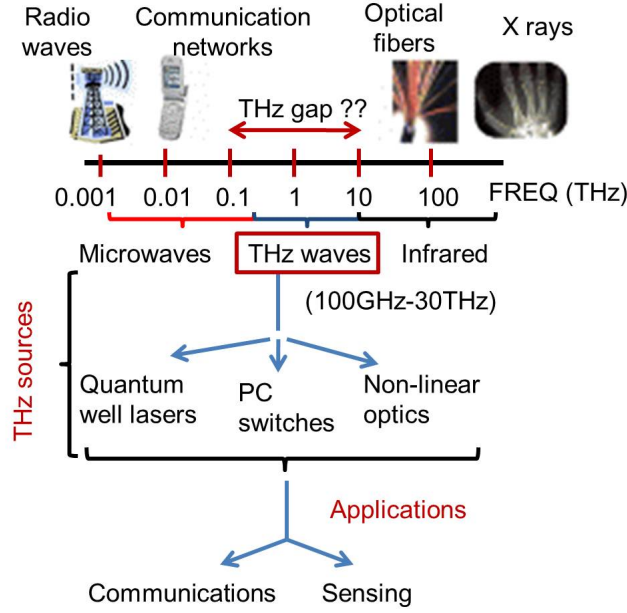 Radio
waves
Communication
networks
Optical
fibers
X rays
THz gap ??
0.001 0.01 0.1 1 10 100 FREQ (THz)
Microwaves THz waves Infrared
(100GHz-30THz)
THz sources
Quantum
well lasers
PC
switches
Non-linear
optics
Applications
Communications Sensing